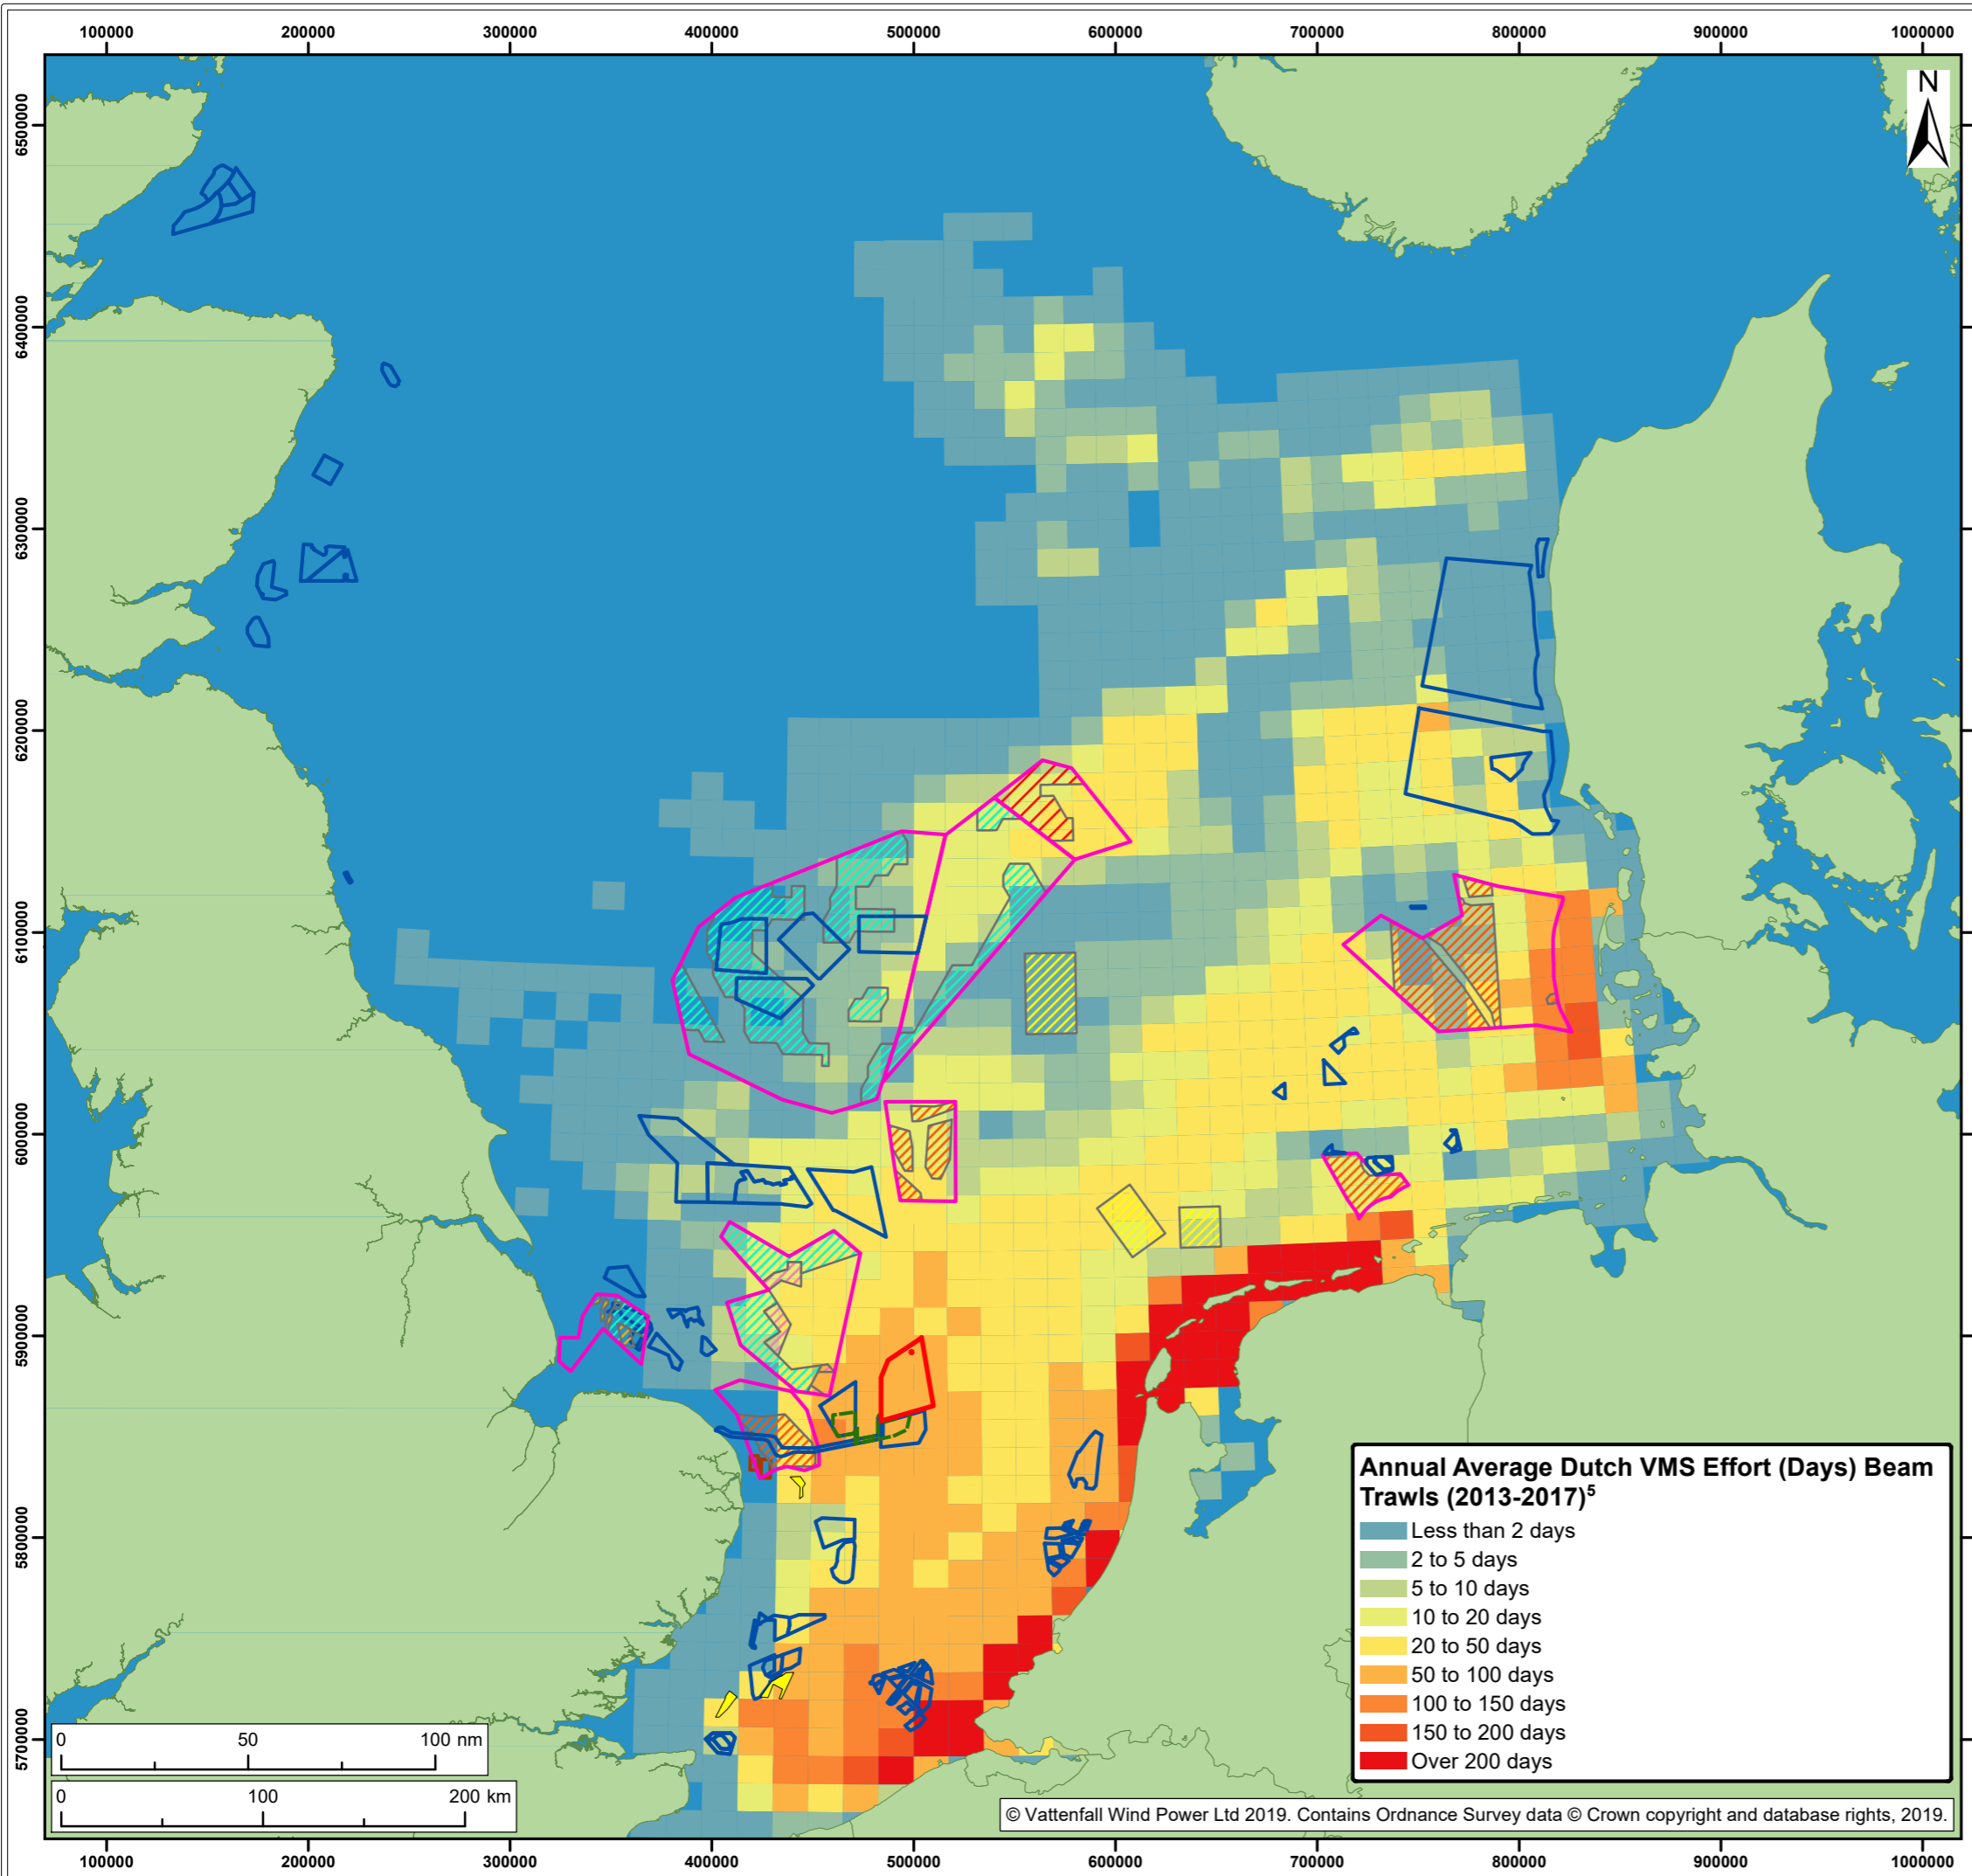 100000 200000 300000 400000 500000 600000 700000 800000 900000 1000000
N
6500000
6400000
6300000
6200000
6100000
6000000
5900000
5800000
5700000
Annual Average Dutch VMS Effort (Days) Beam
Trawls (2013-2017)5
Less than 2 days
2 to 5 days
5 to 10 days
10 to 20 days
20 to 50 days
50 to 100 days
100 to 150 days
150 to 200 days
Over 200 days
0 50 100 nm
0 100 200 km
© Vattenfall Wind Power Ltd 2019. Contains Ordnance Survey data © Crown copyright and database rights, 2019.
100000 200000 300000 400000 500000 600000 700000 800000 900000 1000000